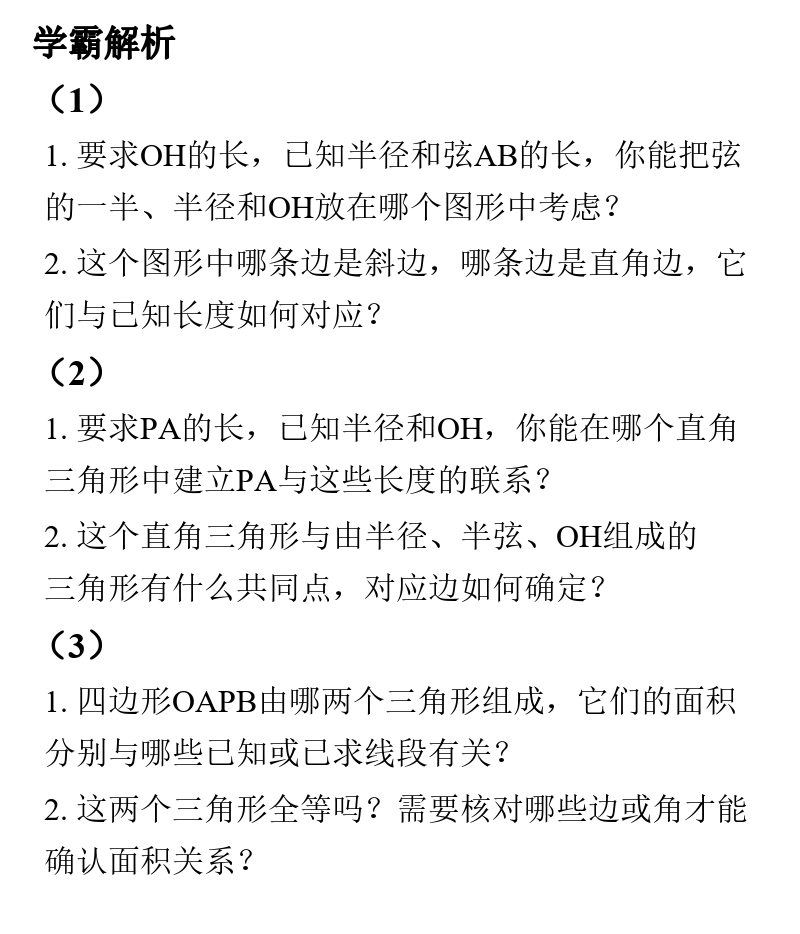 学霸解析
（1）
1. 要求OH的长，已知半径和弦AB的长，你能把弦
的一半、半径和OH放在哪个图形中考虑？
2. 这个图形中哪条边是斜边，哪条边是直角边，它
们与已知长度如何对应？
（2）
1. 要求PA的长，已知半径和OH，你能在哪个直角
三角形中建立PA与这些长度的联系？
2. 这个直角三角形与由半径、半弦、OH组成的
三角形有什么共同点，对应边如何确定？
（3）
1. 四边形OAPB由哪两个三角形组成，它们的面积
分别与哪些已知或已求线段有关？
2. 这两个三角形全等吗？需要核对哪些边或角才能
确认面积关系？